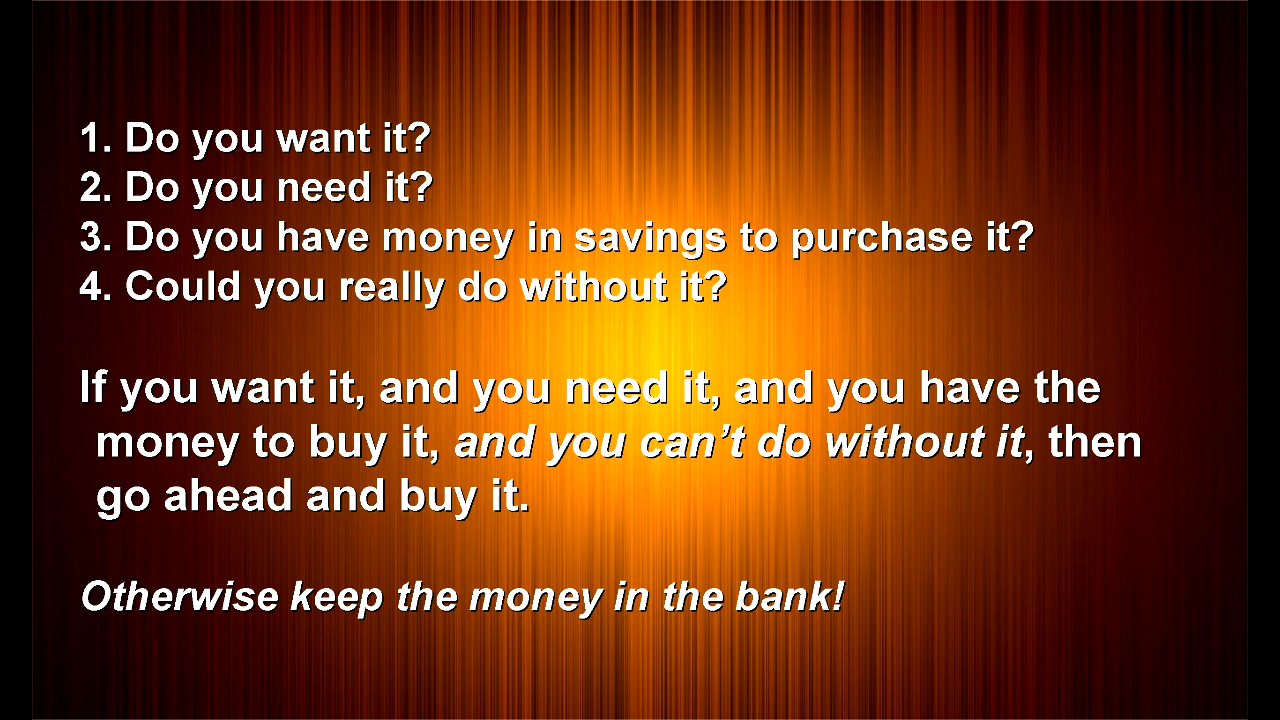 1. Do you want it?
2. Do you need it?
3. Do you have money in savings to purchase it?
4. Could you really do without it?
If you want it, and you need it, and you have the
money to buy it, and you can’t do without it, then
go ahead and buy it.
Otherwise keep the money in the bank!